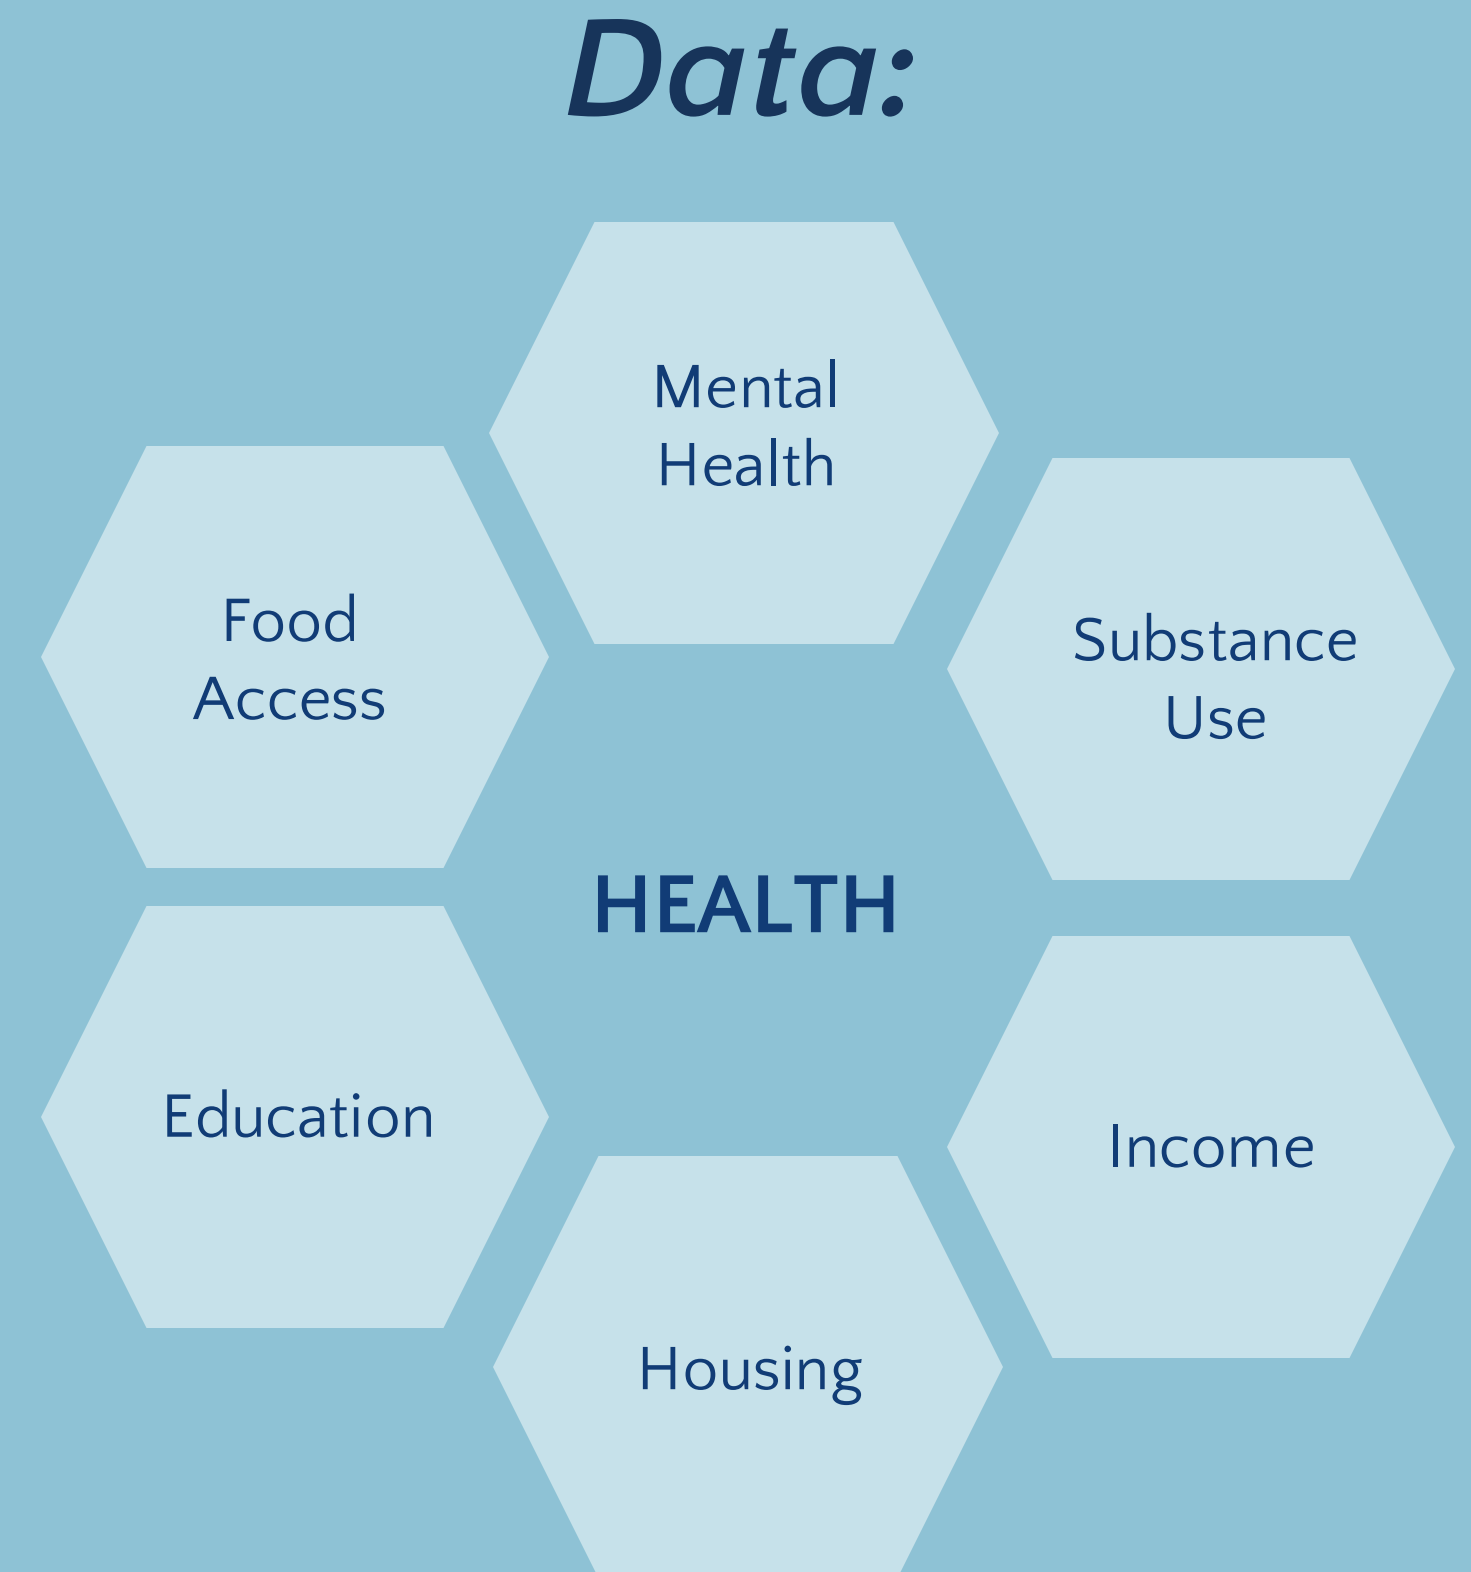 Data:
Mental
Health
Food
Access
Substance
Use
HEALTH
Education
Income
Housing